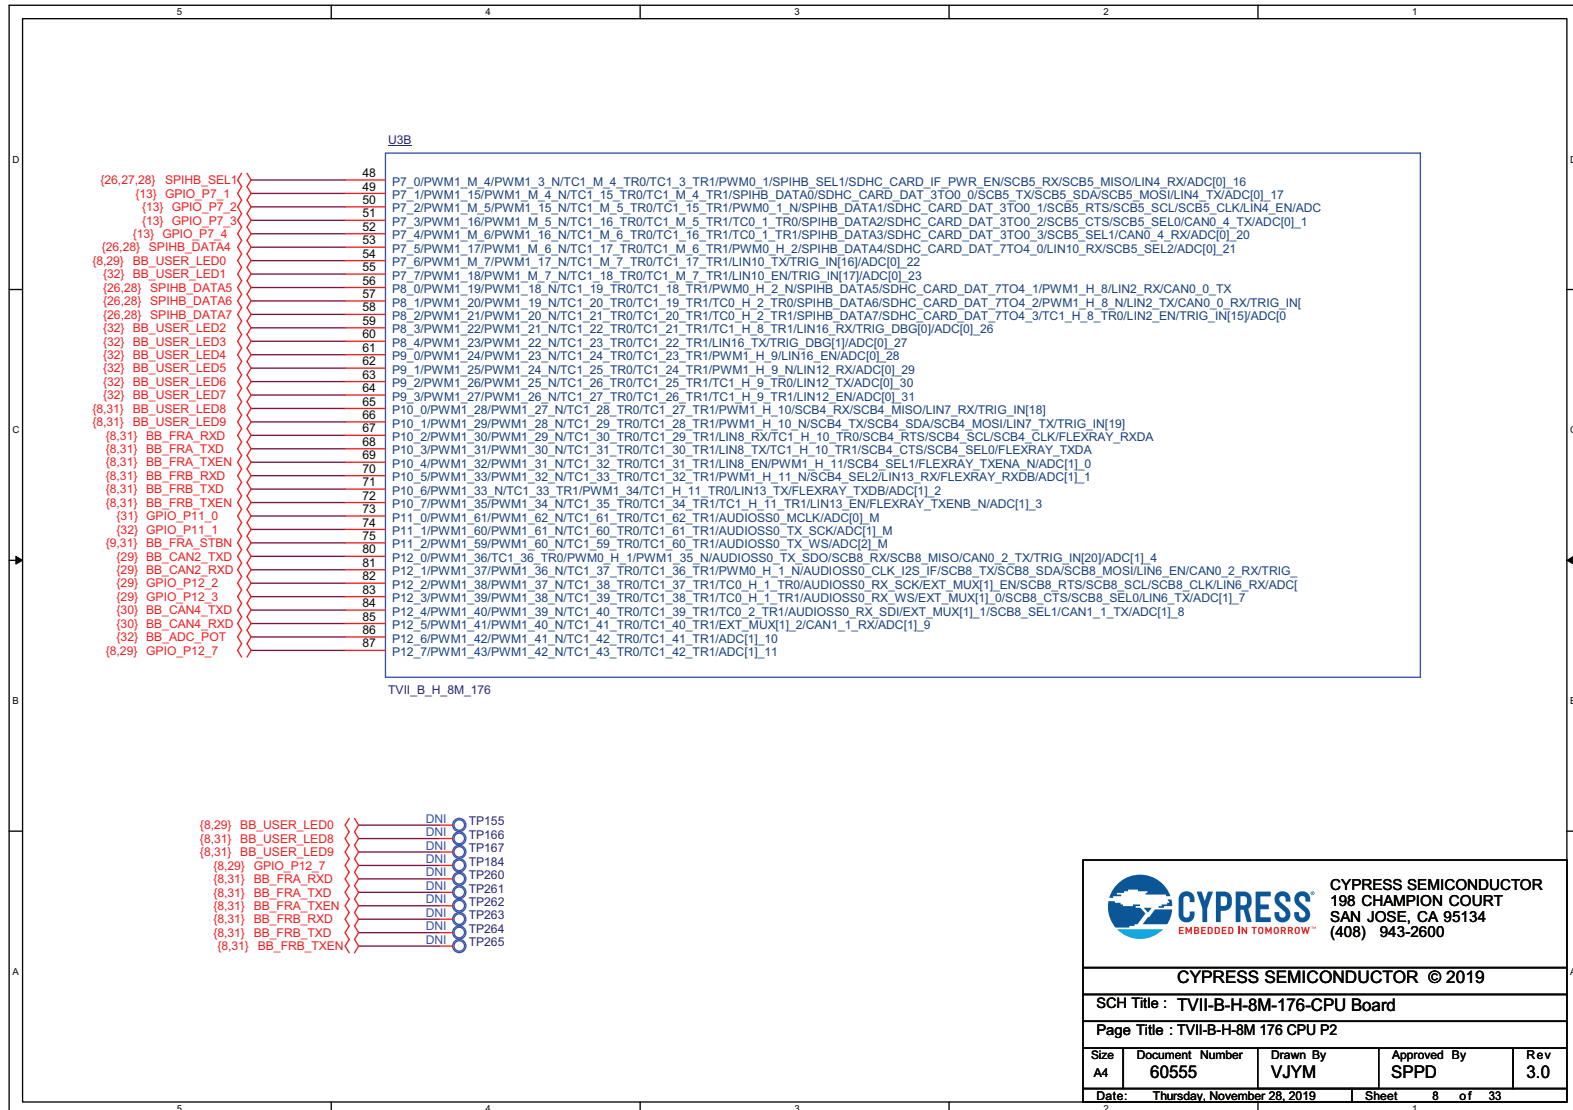 5 4 3 2 1
D D
C C
B B
A A
U3B
{26,27,28} SPIHB_SEL1 48 P7_0/PWM1_M_4/PWM1_3_N/TC1_M_4_TR0/TC1_3_TR1/PWM0_1/SPIHB_SEL1/SDHC_CARD_IF_PWR_EN/SCB5_RX/SCB5_MISO/LIN4_RX/ADC[0]_16
{13} GPIO_P7_1 49 P7_1/PWM1_15/PWM1_M_4_N/TC1_15_TR0/TC1_M_4_TR1/SPIHB_DATA0/SDHC_CARD_DAT_3TO0_0/SCB5_TX/SCB5_SDA/SCB5_MOSI/LIN4_TX/ADC[0]_17
{13} GPIO_P7_2 50 P7_2/PWM1_M_5/PWM1_15_N/TC1_M_5_TR0/TC1_15_TR1/PWM0_1_N/SPIHB_DATA1/SDHC_CARD_DAT_3TO0_1/SCB5_RTS/SCB5_SCL/SCB5_CLK/LIN4_EN/ADC
{13} GPIO_P7_3 51 P7_3/PWM1_16/PWM1_M_5_N/TC1_16_TR0/TC1_M_5_TR1/TC0_1_TR0/SPIHB_DATA2/SDHC_CARD_DAT_3TO0_2/SCB5_CTS/SCB5_SEL0/CAN0_4_TX/ADC[0]_1
{13} GPIO_P7_4 52 P7_4/PWM1_M_6/PWM1_16_N/TC1_M_6_TR0/TC1_16_TR1/TC0_1_TR1/SPIHB_DATA3/SDHC_CARD_DAT_3TO0_3/SCB5_SEL1/CAN0_4_RX/ADC[0]_20
{26,28} SPIHB_DATA4 53 P7_5/PWM1_17/PWM1_M_6_N/TC1_17_TR0/TC1_M_6_TR1/PWM0_H_2/SPIHB_DATA4/SDHC_CARD_DAT_7TO4_0/LIN10_RX/SCB5_SEL2/ADC[0]_21
{8,29} BB_USER_LED0 54 P7_6/PWM1_M_7/PWM1_17_N/TC1_M_7_TR0/TC1_17_TR1/LIN10_TX/TRIG_IN[16]/ADC[0]_22
{32} BB_USER_LED1 55 P7_7/PWM1_18/PWM1_M_7_N/TC1_18_TR0/TC1_M_7_TR1/LIN10_EN/TRIG_IN[17]/ADC[0]_23
{26,28} SPIHB_DATA5 56 P8_0/PWM1_19/PWM1_18_N/TC1_19_TR0/TC1_18_TR1/PWM0_H_2_N/SPIHB_DATA5/SDHC_CARD_DAT_7TO4_1/PWM1_H_8/LIN2_RX/CAN0_0_TX
{26,28} SPIHB_DATA6 57 P8_1/PWM1_20/PWM1_19_N/TC1_20_TR0/TC1_19_TR1/TC0_H_2_TR0/SPIHB_DATA6/SDHC_CARD_DAT_7TO4_2/PWM1_H_8_N/LIN2_TX/CAN0_0_RX/TRIG_IN[
{26,28} SPIHB_DATA7 58 P8_2/PWM1_21/PWM1_20_N/TC1_21_TR0/TC1_20_TR1/TC0_H_2_TR1/SPIHB_DATA7/SDHC_CARD_DAT_7TO4_3/TC1_H_8_TR0/LIN2_EN/TRIG_IN[15]/ADC[0
{32} BB_USER_LED2 59 P8_3/PWM1_22/PWM1_21_N/TC1_22_TR0/TC1_21_TR1/TC1_H_8_TR1/LIN16_RX/TRIG_DBG[0]/ADC[0]_26
{32} BB_USER_LED3 60 P8_4/PWM1_23/PWM1_22_N/TC1_23_TR0/TC1_22_TR1/LIN16_TX/TRIG_DBG[1]/ADC[0]_27
{32} BB_USER_LED4 61 P9_0/PWM1_24/PWM1_23_N/TC1_24_TR0/TC1_23_TR1/PWM1_H_9/LIN16_EN/ADC[0]_28
{32} BB_USER_LED5 62 P9_1/PWM1_25/PWM1_24_N/TC1_25_TR0/TC1_24_TR1/PWM1_H_9_N/LIN12_RX/ADC[0]_29
{32} BB_USER_LED6 63 P9_2/PWM1_26/PWM1_25_N/TC1_26_TR0/TC1_25_TR1/TC1_H_9_TR0/LIN12_TX/ADC[0]_30
{32} BB_USER_LED7 64 P9_3/PWM1_27/PWM1_26_N/TC1_27_TR0/TC1_26_TR1/TC1_H_9_TR1/LIN12_EN/ADC[0]_31
{8,31} BB_USER_LED8 65 P10_0/PWM1_28/PWM1_27_N/TC1_28_TR0/TC1_27_TR1/PWM1_H_10/SCB4_RX/SCB4_MISO/LIN7_RX/TRIG_IN[18]
{8,31} BB_USER_LED9 66 P10_1/PWM1_29/PWM1_28_N/TC1_29_TR0/TC1_28_TR1/PWM1_H_10_N/SCB4_TX/SCB4_SDA/SCB4_MOSI/LIN7_TX/TRIG_IN[19]
{8,31} BB_FRA_RXD 67 P10_2/PWM1_30/PWM1_29_N/TC1_30_TR0/TC1_29_TR1/LIN8_RX/TC1_H_10_TR0/SCB4_RTS/SCB4_SCL/SCB4_CLK/FLEXRAY_RXDA
{8,31} BB_FRA_TXD 68 P10_3/PWM1_31/PWM1_30_N/TC1_31_TR0/TC1_30_TR1/LIN8_TX/TC1_H_10_TR1/SCB4_CTS/SCB4_SEL0/FLEXRAY_TXDA
{8,31} BB_FRA_TXEN 69 P10_4/PWM1_32/PWM1_31_N/TC1_32_TR0/TC1_31_TR1/LIN8_EN/PWM1_H_11/SCB4_SEL1/FLEXRAY_TXENA_N/ADC[1]_0
{8,31} BB_FRB_RXD 70 P10_5/PWM1_33/PWM1_32_N/TC1_33_TR0/TC1_32_TR1/PWM1_H_11_N/SCB4_SEL2/LIN13_RX/FLEXRAY_RXDB/ADC[1]_1
{8,31} BB_FRB_TXD 71 P10_6/PWM1_33_N/TC1_33_TR1/PWM1_34/TC1_H_11_TR0/LIN13_TX/FLEXRAY_TXDB/ADC[1]_2
{8,31} BB_FRB_TXEN 72 P10_7/PWM1_35/PWM1_34_N/TC1_35_TR0/TC1_34_TR1/TC1_H_11_TR1/LIN13_EN/FLEXRAY_TXENB_N/ADC[1]_3
{31} GPIO_P11_0 73 P11_0/PWM1_61/PWM1_62_N/TC1_61_TR0/TC1_62_TR1/AUDIOSS0_MCLK/ADC[0]_M
{32} GPIO_P11_1 74 P11_1/PWM1_60/PWM1_61_N/TC1_60_TR0/TC1_61_TR1/AUDIOSS0_TX_SCK/ADC[1]_M
{9,31} BB_FRA_STBN 75 P11_2/PWM1_59/PWM1_60_N/TC1_59_TR0/TC1_60_TR1/AUDIOSS0_TX_WS/ADC[2]_M
{29} BB_CAN2_TXD 80 P12_0/PWM1_36/TC1_36_TR0/PWM0_H_1/PWM1_35_N/AUDIOSS0_TX_SDO/SCB8_RX/SCB8_MISO/CAN0_2_TX/TRIG_IN[20]/ADC[1]_4
{29} BB_CAN2_RXD 81 P12_1/PWM1_37/PWM1_36_N/TC1_37_TR0/TC1_36_TR1/PWM0_H_1_N/AUDIOSS0_CLK_I2S_IF/SCB8_TX/SCB8_SDA/SCB8_MOSI/LIN6_EN/CAN0_2_RX/TRIG_
{29} GPIO_P12_2 82 P12_2/PWM1_38/PWM1_37_N/TC1_38_TR0/TC1_37_TR1/TC0_H_1_TR0/AUDIOSS0_RX_SCK/EXT_MUX[1]_EN/SCB8_RTS/SCB8_SCL/SCB8_CLK/LIN6_RX/ADC[
{29} GPIO_P12_3 83 P12_3/PWM1_39/PWM1_38_N/TC1_39_TR0/TC1_38_TR1/TC0_H_1_TR1/AUDIOSS0_RX_WS/EXT_MUX[1]_0/SCB8_CTS/SCB8_SEL0/LIN6_TX/ADC[1]_7
{30} BB_CAN4_TXD 84 P12_4/PWM1_40/PWM1_39_N/TC1_40_TR0/TC1_39_TR1/TC0_2_TR1/AUDIOSS0_RX_SDI/EXT_MUX[1]_1/SCB8_SEL1/CAN1_1_TX/ADC[1]_8
{30} BB_CAN4_RXD 85 P12_5/PWM1_41/PWM1_40_N/TC1_41_TR0/TC1_40_TR1/EXT_MUX[1]_2/CAN1_1_RX/ADC[1]_9
{32} BB_ADC_POT 86 P12_6/PWM1_42/PWM1_41_N/TC1_42_TR0/TC1_41_TR1/ADC[1]_10
{8,29} GPIO_P12_7 87 P12_7/PWM1_43/PWM1_42_N/TC1_43_TR0/TC1_42_TR1/ADC[1]_11
TVII_B_H_8M_176
{8,29} BB_USER_LED0 DNI TP155
{8,31} BB_USER_LED8 DNI TP166
{8,31} BB_USER_LED9 DNI TP167
{8,29} GPIO_P12_7 DNI TP184
{8,31} BB_FRA_RXD DNI TP260
{8,31} BB_FRA_TXD DNI TP261
{8,31} BB_FRA_TXEN DNI TP262
{8,31} BB_FRB_RXD DNI TP263
{8,31} BB_FRB_TXD DNI TP264
{8,31} BB_FRB_TXEN DNI TP265
CYPRESS
EMBEDDED IN TOMORROW™
CYPRESS SEMICONDUCTOR
198 CHAMPION COURT
SAN JOSE, CA 95134
(408) 943-2600
CYPRESS SEMICONDUCTOR © 2019
SCH Title : TVII-B-H-8M-176-CPU Board
Page Title : TVII-B-H-8M 176 CPU P2
Size Document Number Drawn By Approved By Rev
A4 60555 VJYM SPPD 3.0
Date: Thursday, November 28, 2019 Sheet 8 of 33
5 4 3 2 1